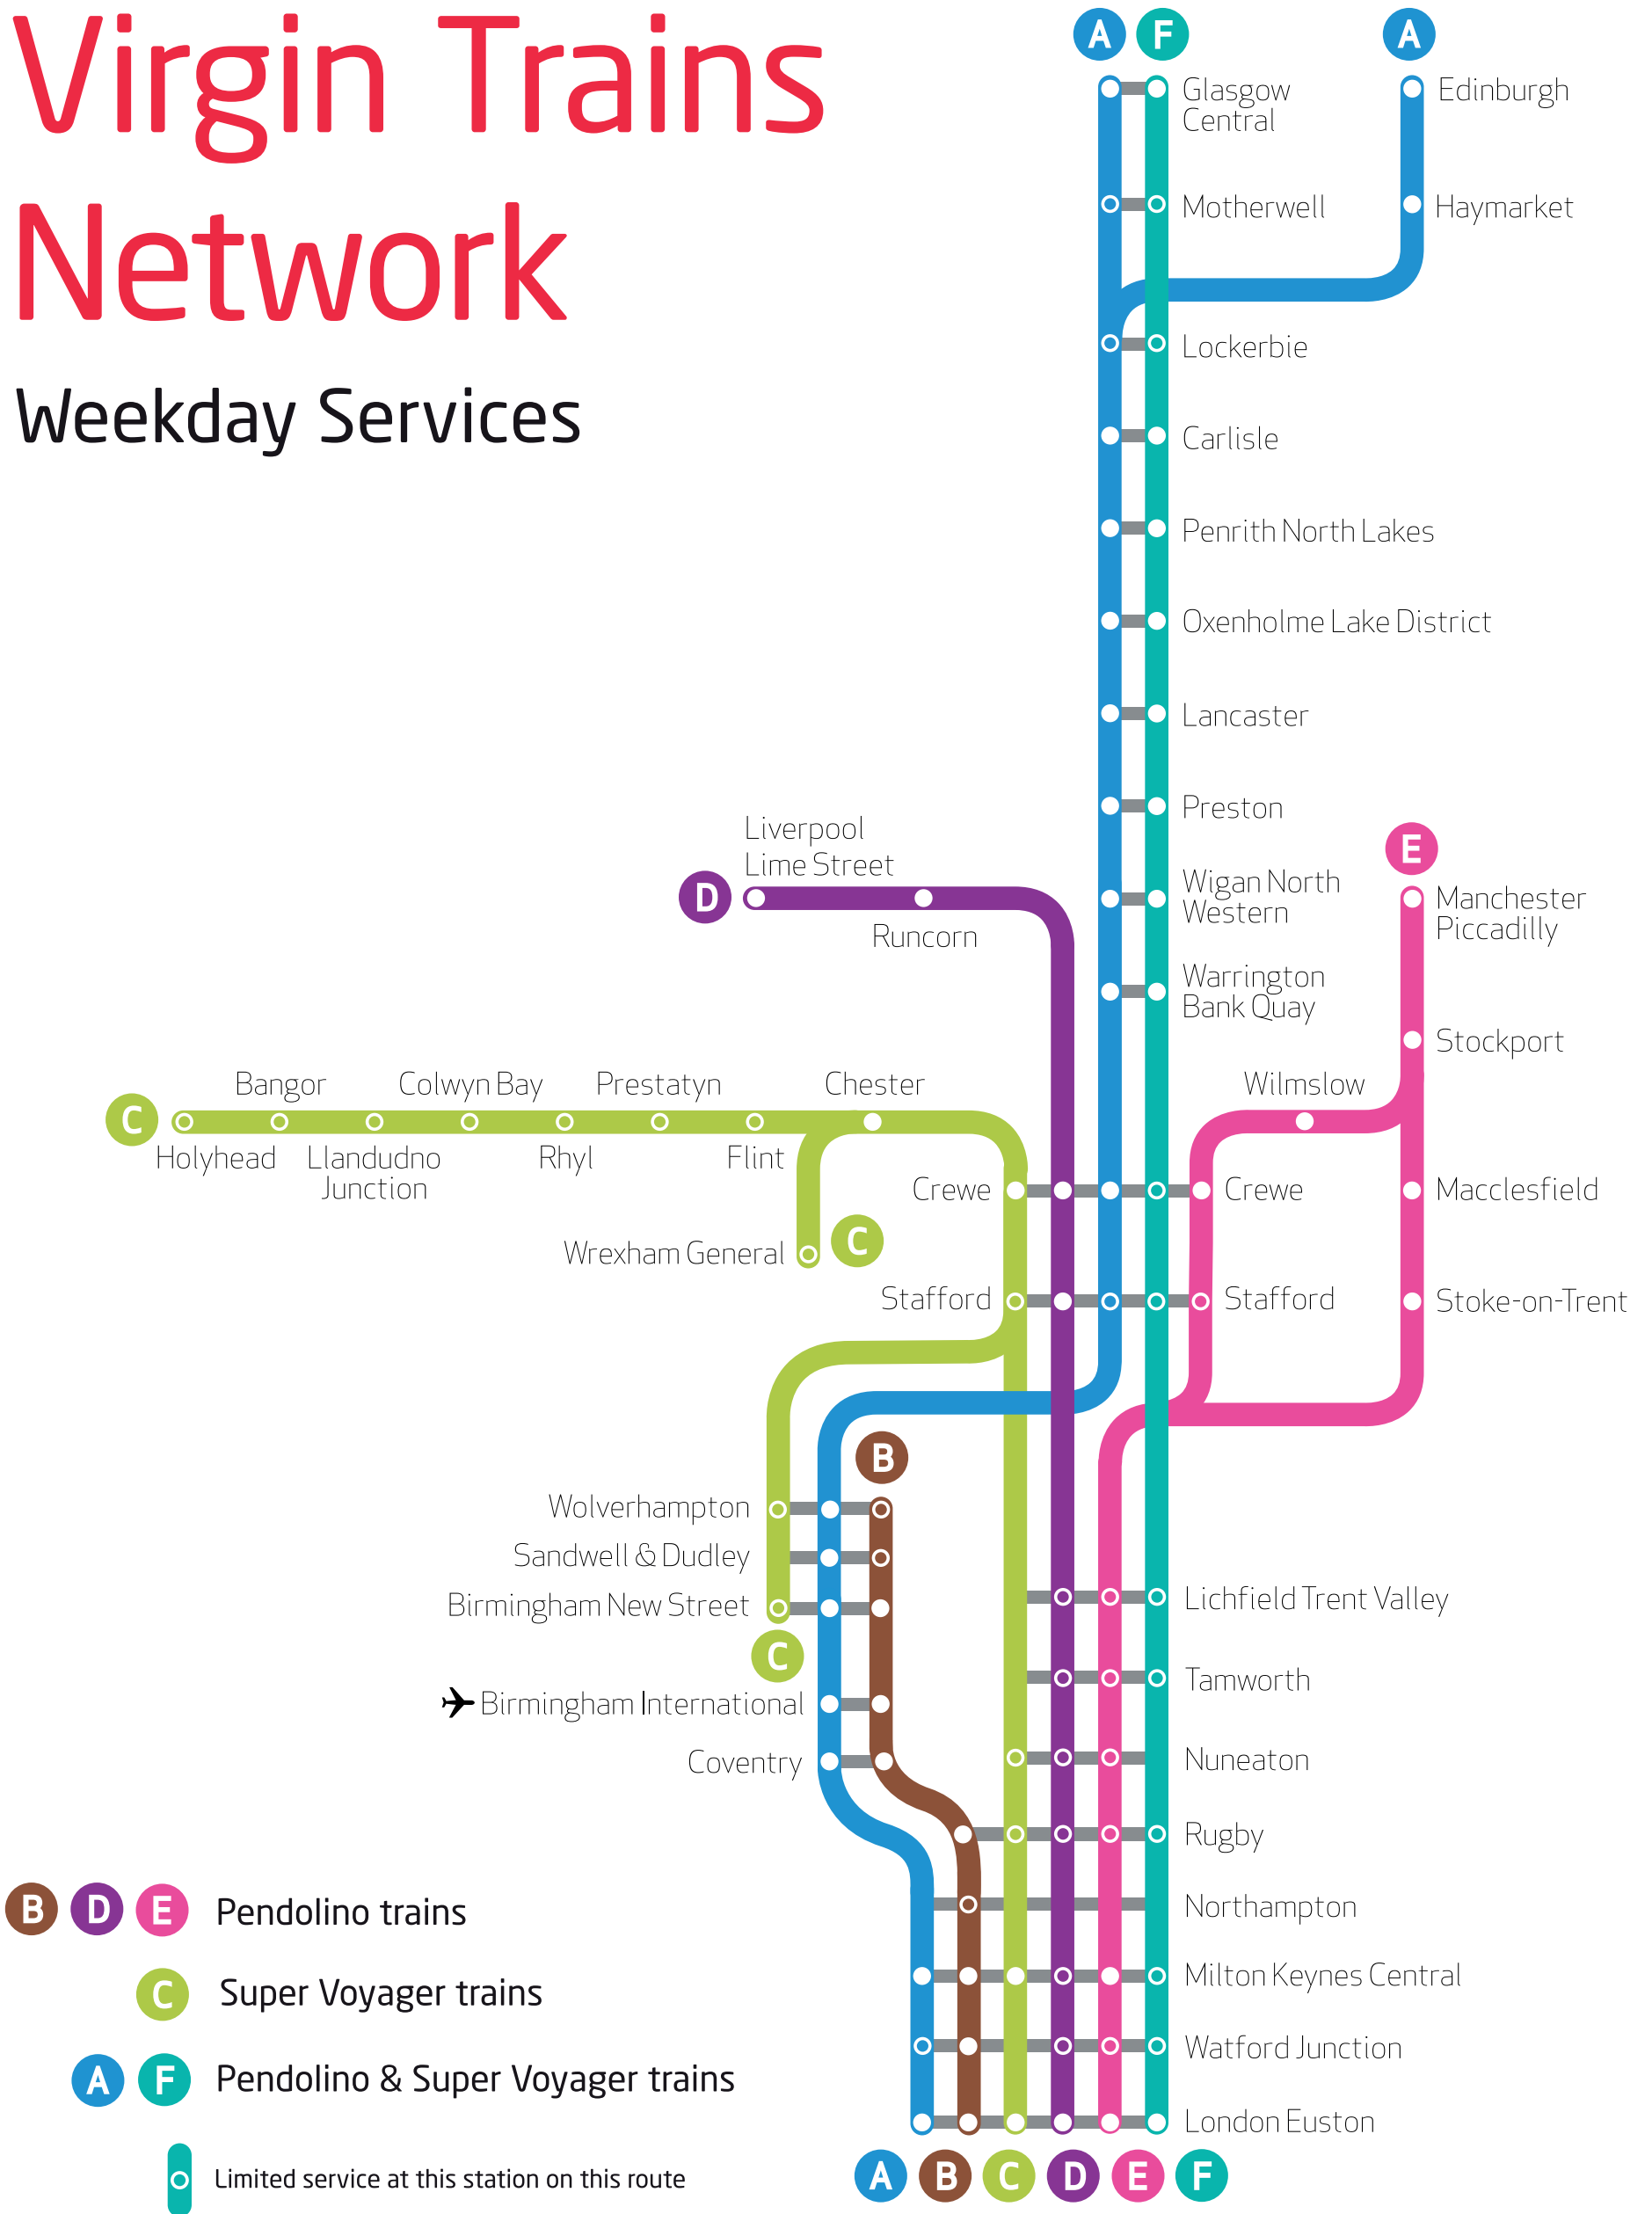 Virgin Trains
Network
Weekday Services
A
F
A
Glasgow
Central
Edinburgh
Motherwell
Haymarket
Lockerbie
Carlisle
Penrith North Lakes
Oxenholme Lake District
Lancaster
Preston
Liverpool
Lime Street
D
Runcorn
Wigan North
Western
E
Manchester
Piccadilly
Warrington
Bank Quay
Stockport
Bangor
Colwyn Bay
Prestatyn
Chester
Wilmslow
C
Holyhead
Llandudno
Junction
Rhyl
Flint
Crewe
Crewe
Macclesfield
Wrexham General
C
Stafford
Stafford
Stoke-on-Trent
B
Wolverhampton
Sandwell & Dudley
Birmingham New Street
C
Lichfield Trent Valley
Tamworth
Birmingham International
Coventry
Nuneaton
Rugby
Northampton
Milton Keynes Central
Watford Junction
London Euston
A B C D E F
B D E Pendolino trains
C Super Voyager trains
A F Pendolino & Super Voyager trains
Limited service at this station on this route